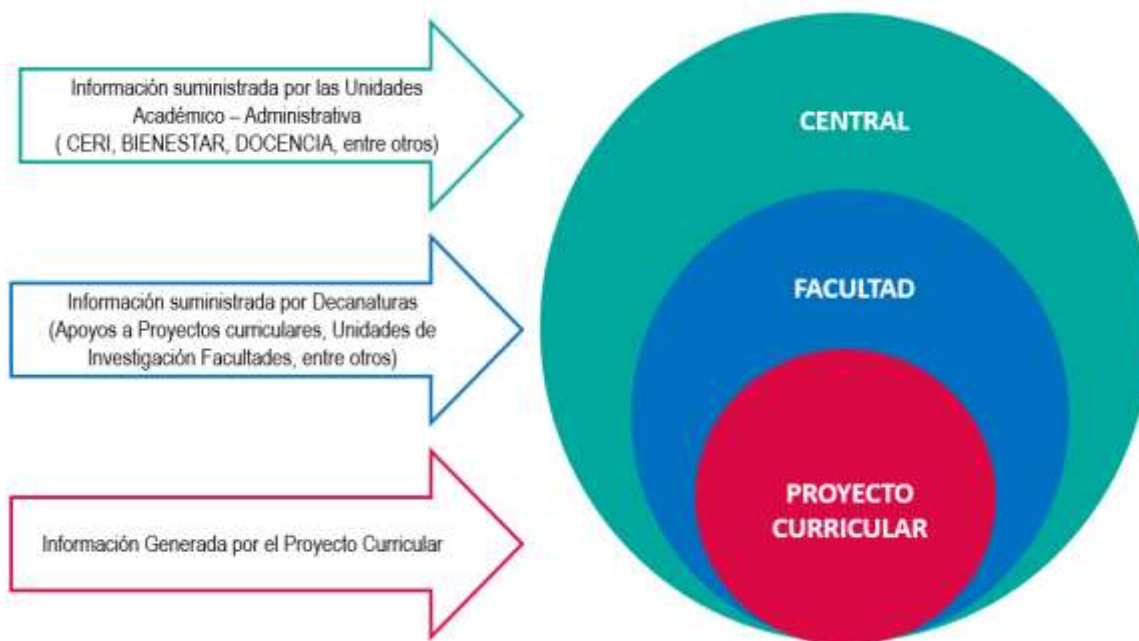 Información suministrada por las Unidades
Académico – Administrativa
( CERI, BIENESTAR, DOCENCIA, entre otros)
CENTRAL
Información suministrada por Decanaturas
(Apoyos a Proyectos curriculares, Unidades de
Investigación Facultades, entre otros)
FACULTAD
Información Generada por el Proyecto Curricular
PROYECTO
CURRICULAR